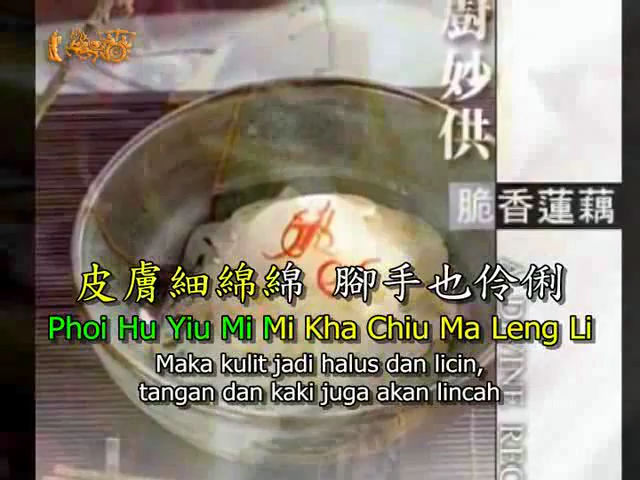 廚妙供
脆香蓮藕
皮膚細綿綿 腳手也伶俐
Phoi Hu Yiu Mi Mi Kha Chiu Ma Leng Li
Maka kulit jadi halus dan licin,
tangan dan kaki juga akan lincah